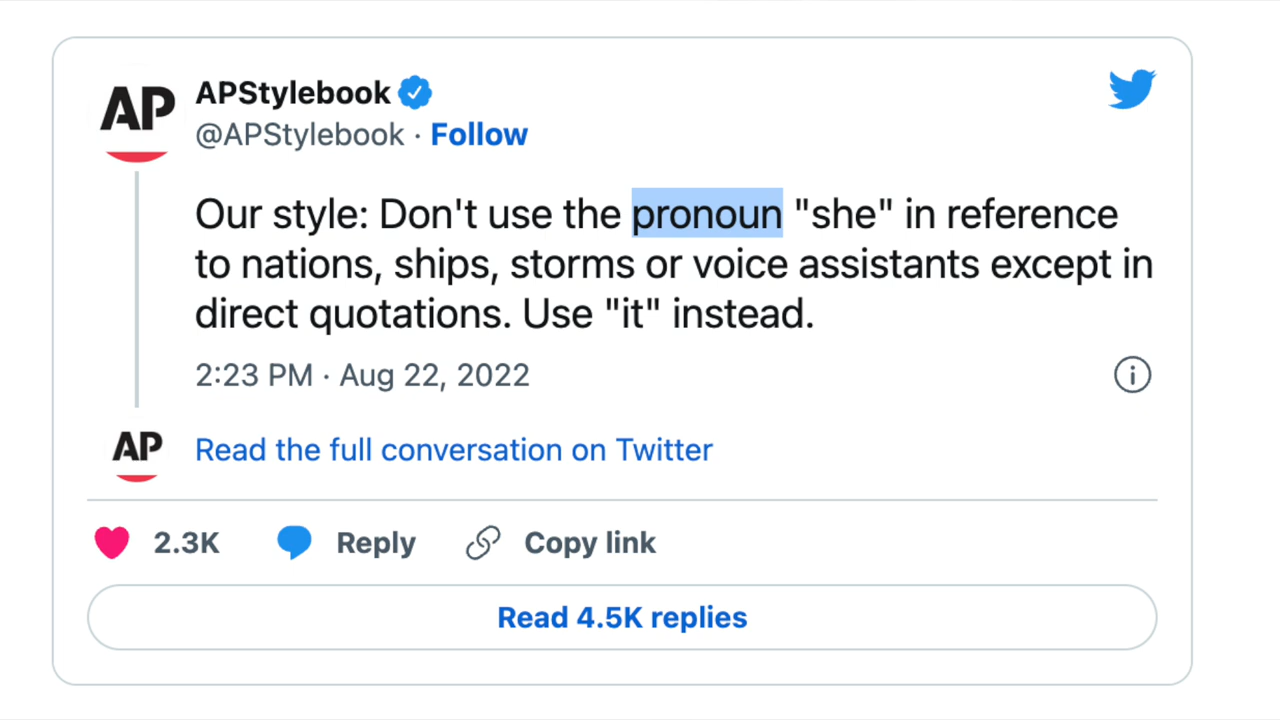 AP
APStylebook
@APStylebook · Follow
Our style: Don't use the pronoun "she" in reference
to nations, ships, storms or voice assistants except in
direct quotations. Use "it" instead.
2:23 PM · Aug 22, 2022
AP
Read the full conversation on Twitter
2.3K Reply Copy link
Read 4.5K replies